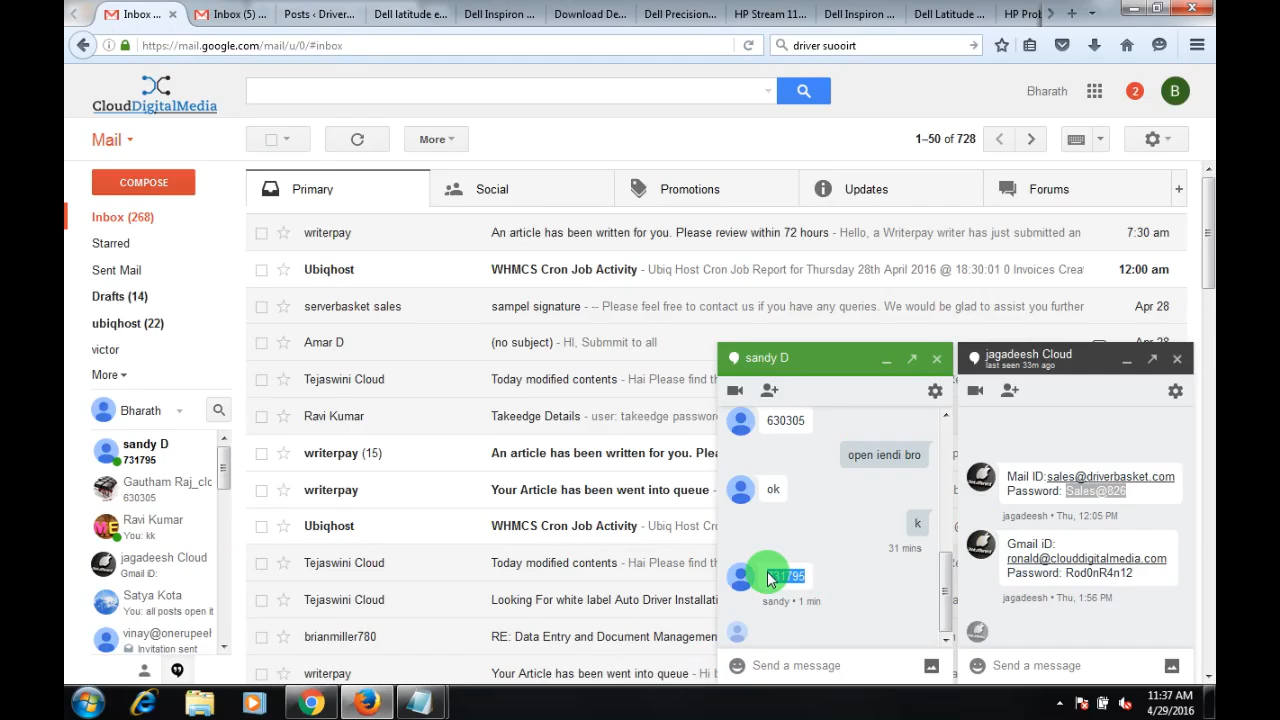 Inbox ...
Inbox (5) ...
Posts ‹ Driver...
Dell latitude e...
Dell Inspiron ...
Download De...
Dell Precision...
HP Stream 11...
Dell Inspiron ...
Dell Latitude ...
HP Prob
https://mail.google.com/mail/u/0/#inbox
driver suooirt
CloudDigitalMedia
Bharath
2
B
Mail
More
1–50 of 728
COMPOSE
Primary
Social
Promotions
Updates
Forums
Inbox (268)
Starred
Sent Mail
Drafts (14)
ubiqhost (22)
victor
More
writerpay An article has been written for you. Please review within 72 hours - Hello, a Writerpay writer has just submitted an 7:30 am
Ubiqhost WHMCS Cron Job Activity - Ubiq Host Cron Job Report for Thursday 28th April 2016 @ 18:30:01 0 Invoices Crea 12:00 am
serverbasket sales sampel signature - -- Please feel free to contact us if you have any queries. We would be glad to assist you further Apr 28
Amar D (no subject) - HI, Submmit to all Apr 28
Tejaswini Cloud Today modified contents - Hai Please find th
Ravi Kumar Takeedge Details - user: takeedge passwor
writerpay (15) An article has been written for you. Plea
writerpay Your Article has been went into queue -
Ubiqhost WHMCS Cron Job Activity - Ubiq Host Cr
Tejaswini Cloud Today modified contents - Hai Please find th
Tejaswini Cloud Looking For white label Auto Driver Installati
brianmiller780 RE: Data Entry and Document Managemen
writerpay Your Article has been went into queue - Hi b
Bharath
sandy D
731795
Gautham Raj_clo
630305
Ravi Kumar
You: kk
jagadeesh Cloud
Gmail iD:
Satya Kota
You: all posts open it
vinay@onerupeel
Invitation sent
sandy D
630305
open iendi bro
ok
k
31 mins
731795
sandy • 1 min
Send a message
jagadeesh Cloud
last seen 33m ago
Mail ID:sales@driverbasket.com
Password: Sales@826
jagadeesh • Thu, 12:05 PM
Gmail iD:
ronald@clouddigitalmedia.com
Password: Rod0nR4n12
jagadeesh • Thu, 1:56 PM
Send a message
11:37 AM
4/29/2016